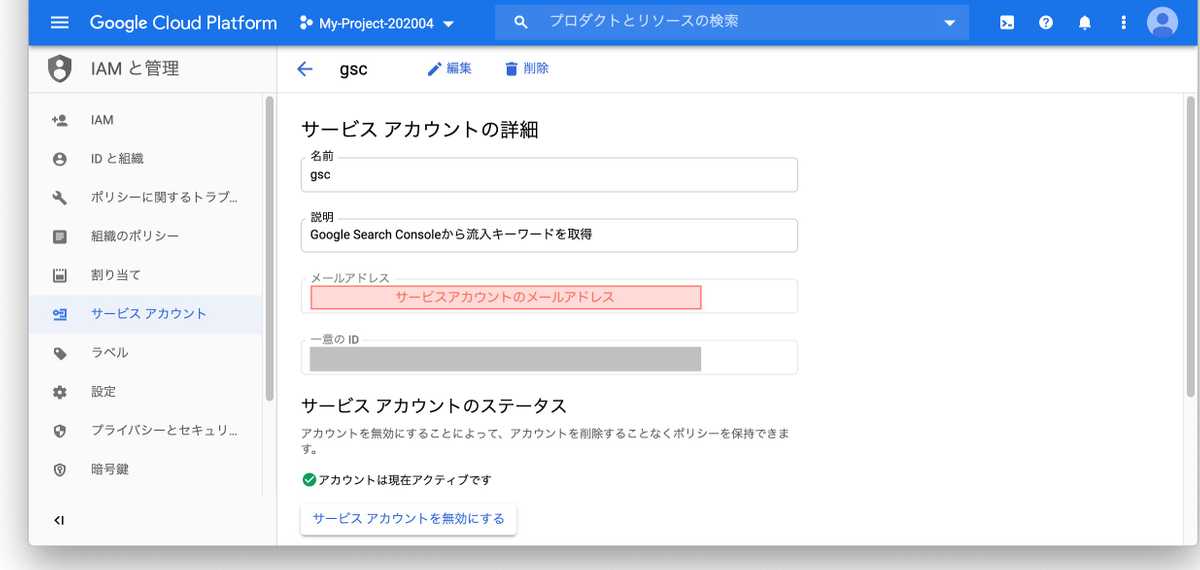 Google Cloud Platform
My-Project-202004
プロダクトとリソースの検索
IAM と管理
gsc
編集
削除
IAM
ID と組織
ポリシーに関するトラブ...
組織のポリシー
割り当て
サービス アカウント
ラベル
設定
プライバシーとセキュリ...
暗号鍵
サービス アカウントの詳細
名前
gsc
説明
Google Search Consoleから流入キーワードを取得
メールアドレス
サービスアカウントのメールアドレス
一意の ID
サービス アカウントのステータス
アカウントを無効にすることによって、アカウントを削除することなくポリシーを保持できま
す。
アカウントは現在アクティブです
サービス アカウントを無効にする